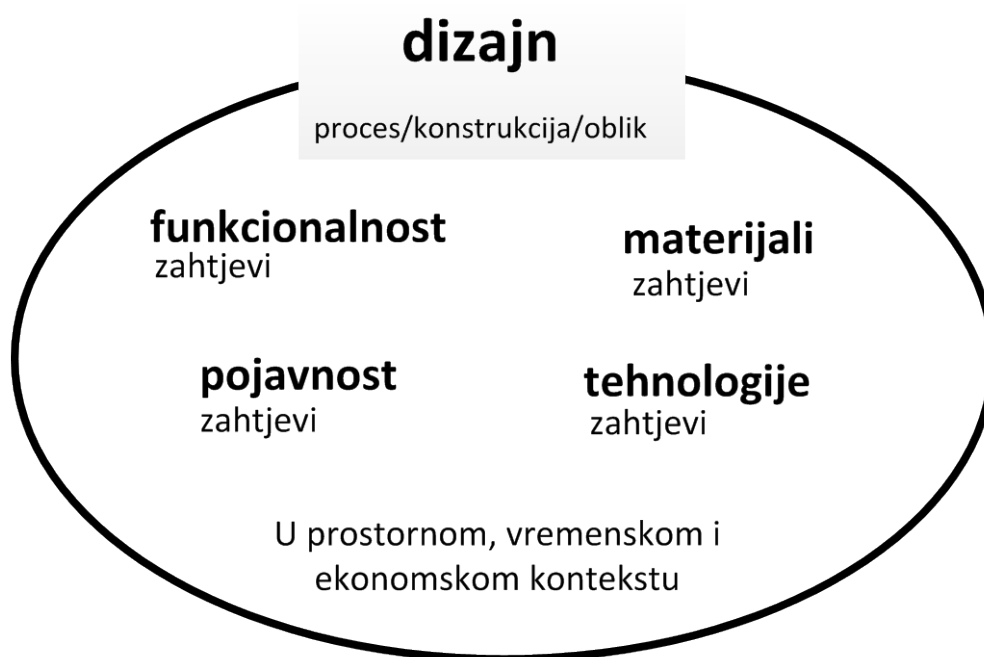 dizajn
proces/konstrukcija/oblik
funkcionalnost
zahtjevi
materijali
zahtjevi
pojavnost
zahtjevi
tehnologije
zahtjevi
U prostornom, vremenskom i
ekonomskom kontekstu